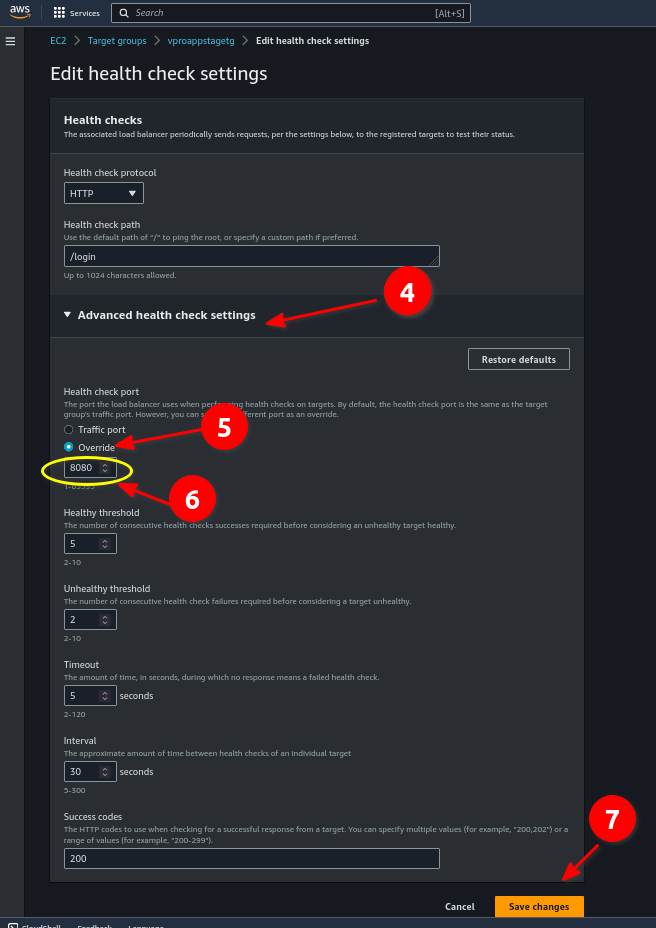 aws
Services
Search
[Alt+S]
EC2 > Target groups > vproappstagetg > Edit health check settings
Edit health check settings
Health checks
The associated load balancer periodically sends requests, per the settings below, to the registered targets to test their status.
Health check protocol
HTTP
Health check path
Use the default path of "/" to ping the root, or specify a custom path if preferred.
/login
Up to 1024 characters allowed.
4
Advanced health check settings
Restore defaults
Health check port
The port the load balancer uses when performing health checks on targets. By default, the health check port is the same as the target
group's traffic port. However, you can different port as an override.
Traffic port
5
Override
8080
1-65535
6
Healthy threshold
The number of consecutive health checks successes required before considering an unhealthy target healthy.
5
2-10
Unhealthy threshold
The number of consecutive health check failures required before considering a target unhealthy.
2
2-10
Timeout
The amount of time, in seconds, during which no response means a failed health check.
5 seconds
2-120
Interval
The approximate amount of time between health checks of an individual target
30 seconds
5-300
Success codes
The HTTP codes to use when checking for a successful response from a target. You can specify multiple values (for example, "200,202") or a
range of values (for example, "200-299").
200
7
Cancel
Save changes
CloudShell Feedback Language